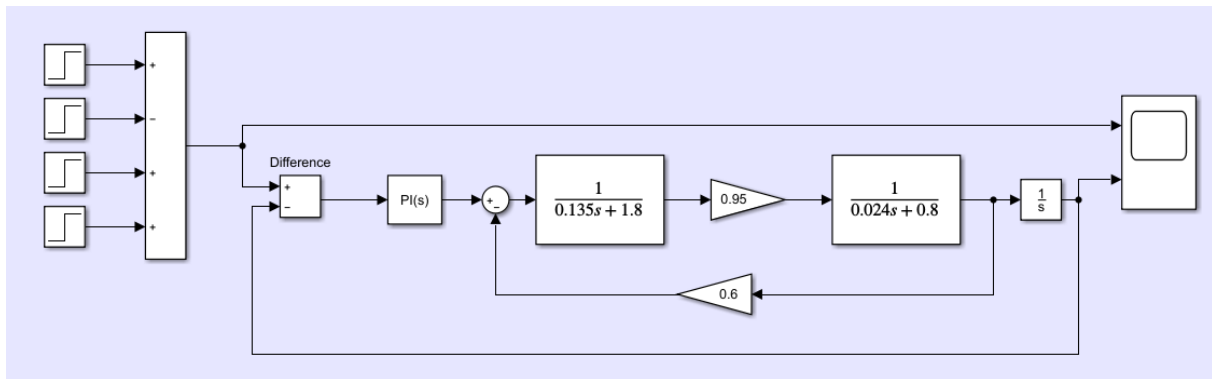 +
−
+
+
Difference
+
−
PI(s)
+
−
1
0.135s + 1.8
0.95
1
0.024s + 0.8
1
s
0.6